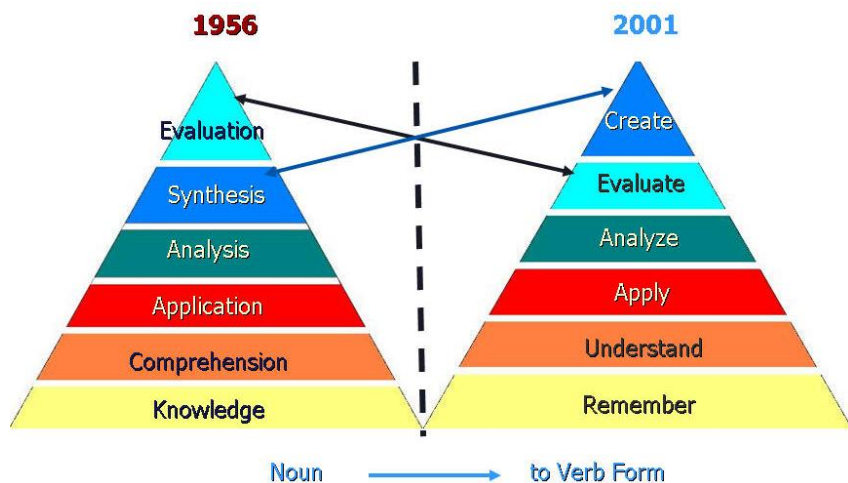 1956
Evaluation
Synthesis
Analysis
Application
Comprehension
Knowledge
2001
Create
Evaluate
Analyze
Apply
Understand
Remember
Noun to Verb Form